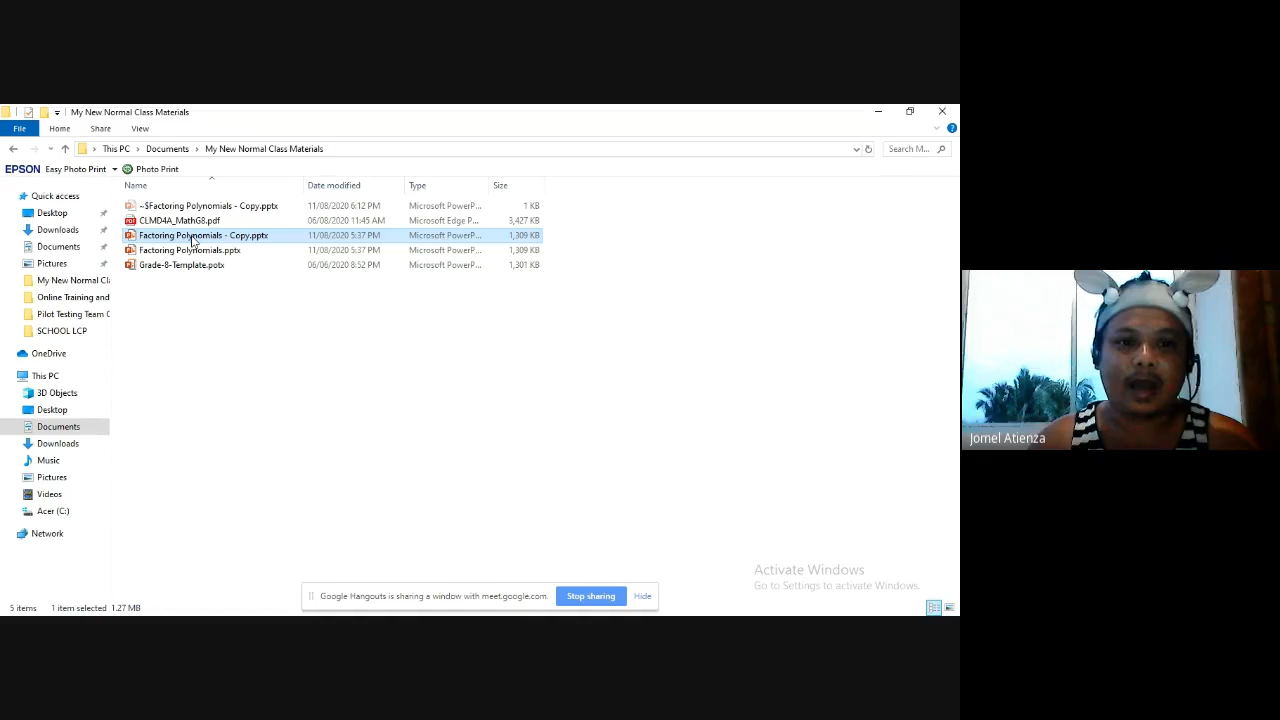 My New Normal Class Materials
File Home Share View
This PC > Documents > My New Normal Class Materials Search M...
EPSON Easy Photo Print Photo Print
Name Date modified Type Size
~$Factoring Polynomials - Copy.pptx 11/08/2020 6:12 PM Microsoft PowerP... 1 KB
CLMD4A_MathG8.pdf 06/08/2020 11:45 AM Microsoft Edge P... 3,427 KB
Factoring Polynomials - Copy.pptx 11/08/2020 5:37 PM Microsoft PowerP... 1,309 KB
Factoring Polynomials.pptx 11/08/2020 5:37 PM Microsoft PowerP... 1,309 KB
Grade-8-Template.potx 06/06/2020 8:52 PM Microsoft PowerP... 1,301 KB
Quick access
Desktop
Downloads
Documents
Pictures
My New Normal Cl
Online Training and
Pilot Testing Team
SCHOOL LCP
OneDrive
This PC
3D Objects
Desktop
Documents
Downloads
Music
Pictures
Videos
Acer (C:)
Network
Jomel Atienza
Activate Windows
Go to Settings to activate Windows.
Google Hangouts is sharing a window with meet.google.com. Stop sharing Hide
5 items 1 item selected 1.27 MB